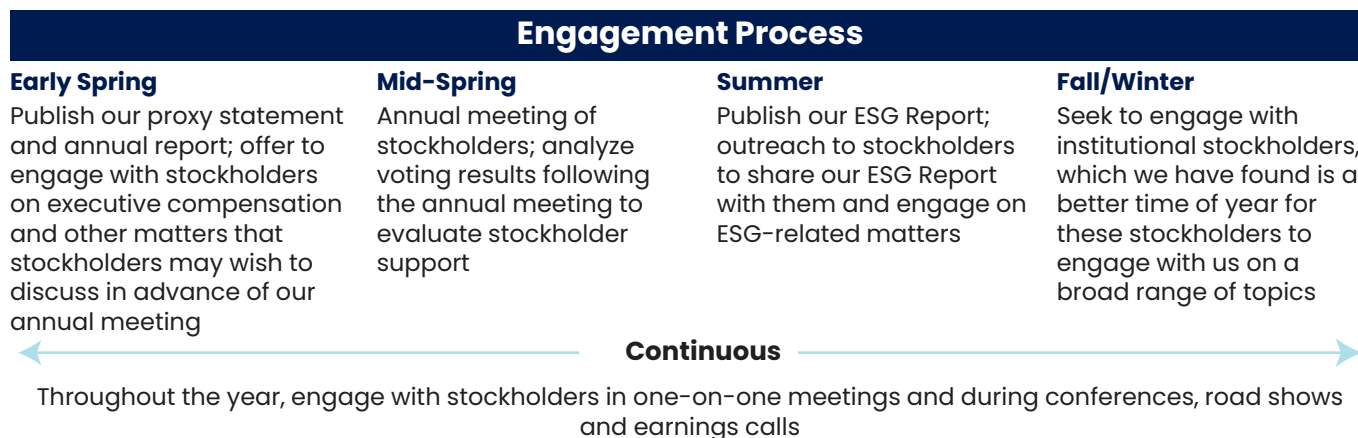 Engagement Process
Early Spring
Publish our proxy statement
and annual report; offer to
engage with stockholders
on executive compensation
and other matters that
stockholders may wish to
discuss in advance of our
annual meeting
Mid-Spring
Annual meeting of
stockholders; analyze
voting results following
the annual meeting to
evaluate stockholder
support
Summer
Publish our ESG Report;
outreach to stockholders
to share our ESG Report
with them and engage on
ESG-related matters
Fall/Winter
Seek to engage with
institutional stockholders,
which we have found is a
better time of year for
these stockholders to
engage with us on a
broad range of topics
Continuous
Throughout the year, engage with stockholders in one-on-one meetings and during conferences, road shows
and earnings calls